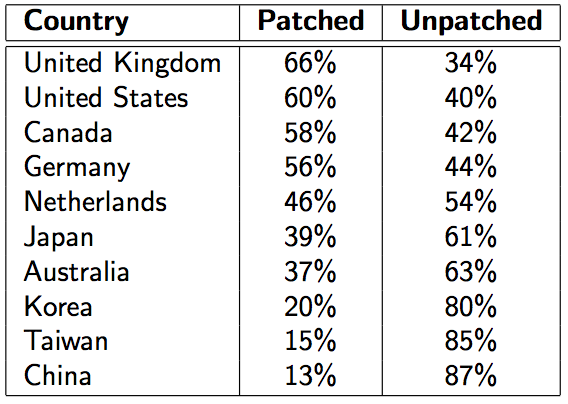 Country Patched Unpatched
United Kingdom 66% 34%
United States 60% 40%
Canada 58% 42%
Germany 56% 44%
Netherlands 46% 54%
Japan 39% 61%
Australia 37% 63%
Korea 20% 80%
Taiwan 15% 85%
China 13% 87%